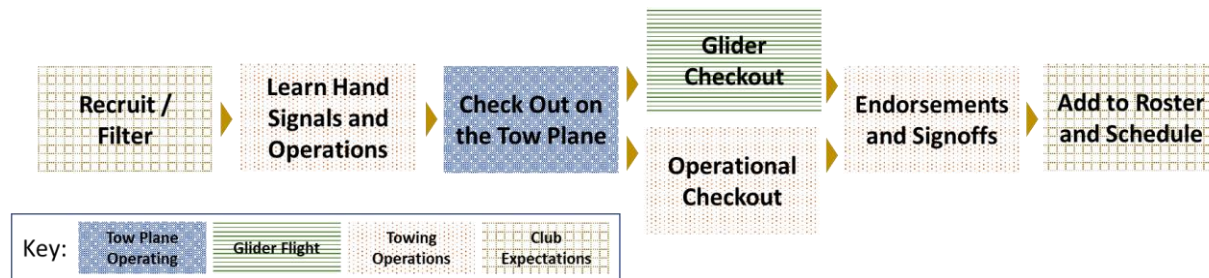 Recruit /
Filter
Learn Hand
Signals and
Operations
Check Out on
the Tow Plane
Glider
Checkout
Operational
Checkout
Endorsements
and Signoffs
Add to Roster
and Schedule
Key:
Tow Plane
Operating
Glider Flight
Towing
Operations
Club
Expectations